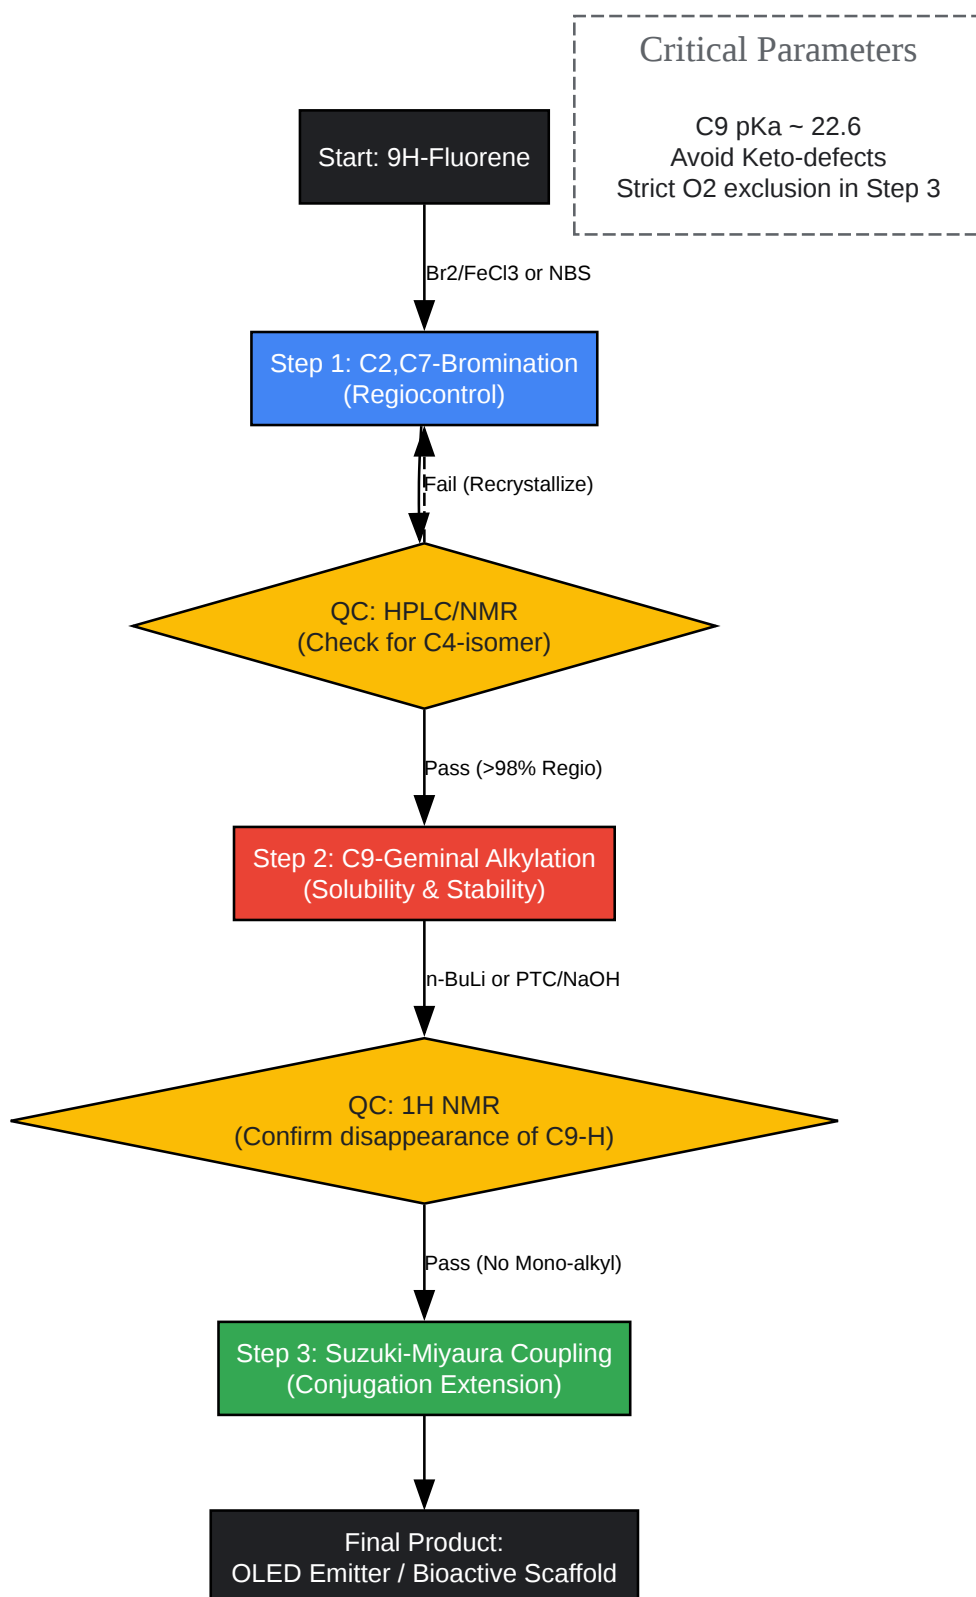 Critical Parameters
C9 pKa ~ 22.6
Avoid Keto-defects
Strict O2 exclusion in Step 3
Start: 9H-Fluorene
Br2/FeCl3 or NBS
Step 1: C2,C7-Bromination
(Regiocontrol)
Fail (Recrystallize)
QC: HPLC/NMR
(Check for C4-isomer)
Pass (>98% Regio)
Step 2: C9-Geminal Alkylation
(Solubility & Stability)
n-BuLi or PTC/NaOH
QC: 1H NMR
(Confirm disappearance of C9-H)
Pass (No Mono-alkyl)
Step 3: Suzuki-Miyaura Coupling
(Conjugation Extension)
Final Product:
OLED Emitter / Bioactive Scaffold